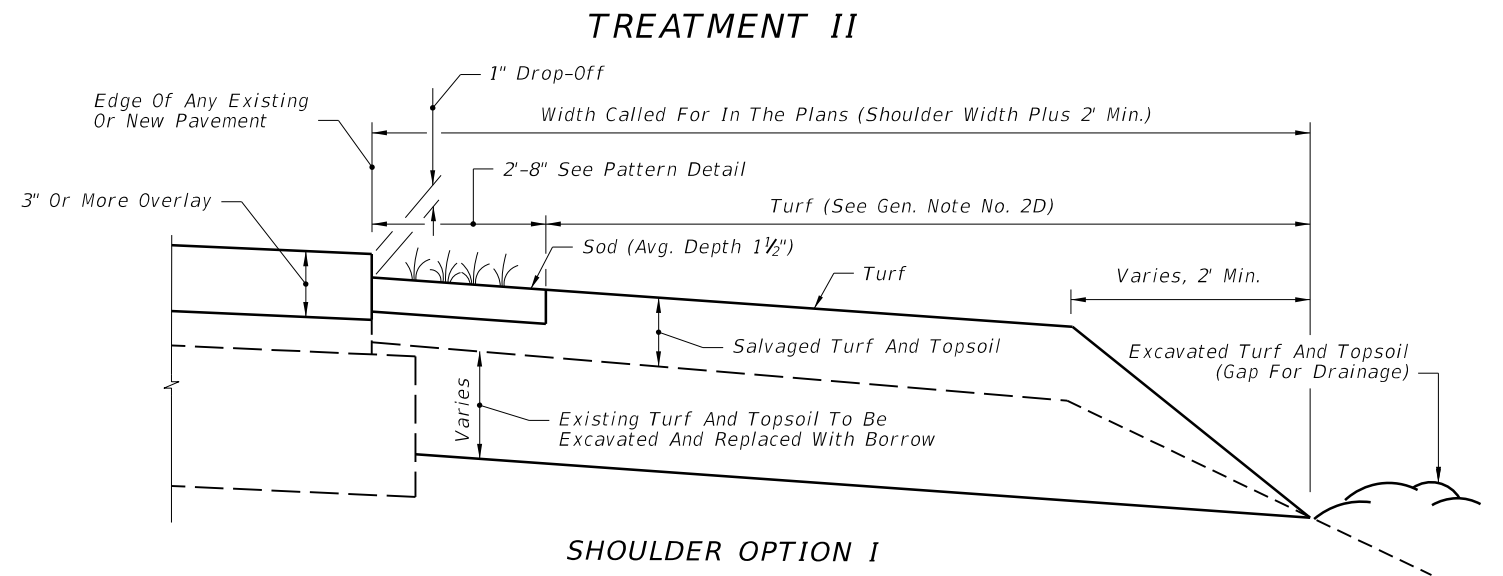 TREATMENT II
1" Drop-Off
Edge Of Any Existing
Or New Pavement
Width Called For In The Plans (Shoulder Width Plus 2' Min.)
2'-8" See Pattern Detail
3" Or More Overlay
Turf (See Gen. Note No. 2D)
Sod (Avg. Depth 1½")
Turf
Varies, 2' Min.
Salvaged Turf And Topsoil
Excavated Turf And Topsoil
(Gap For Drainage)
Varies
Existing Turf And Topsoil To Be
Excavated And Replaced With Borrow
SHOULDER OPTION I